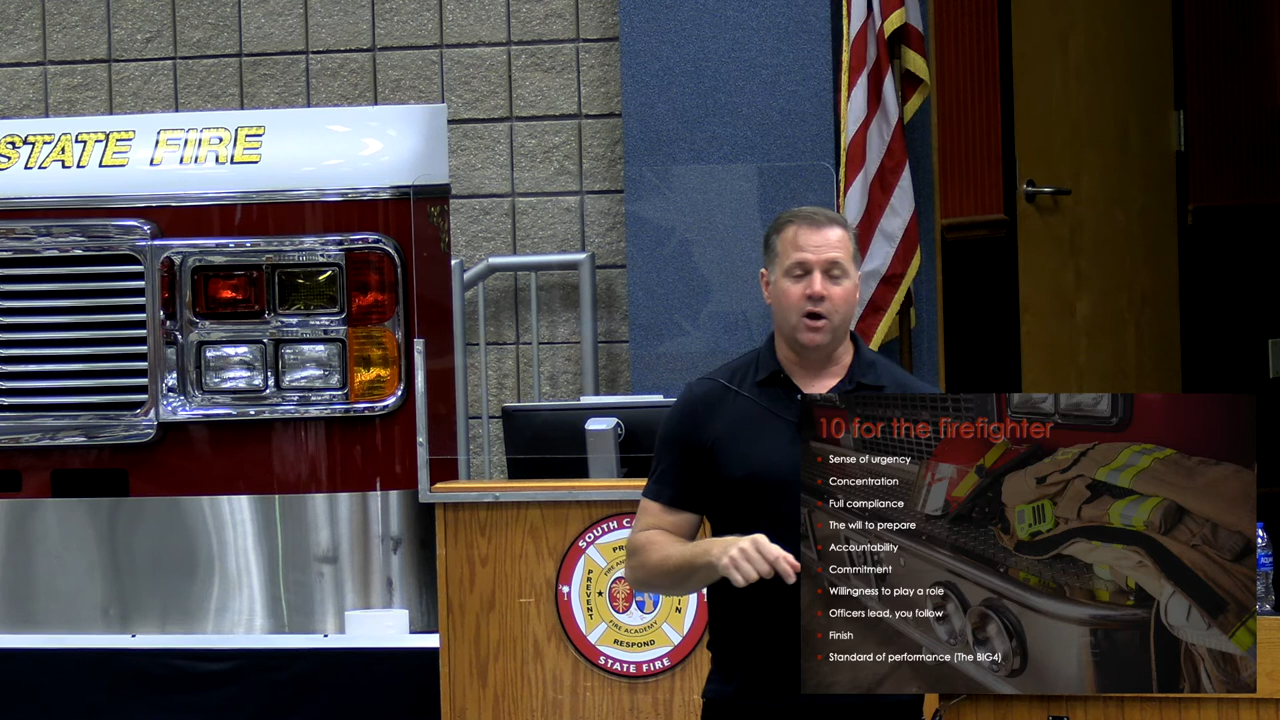 STATE FIRE
SOUTH CA
PREVENT
FIRE ACADEMY
RESPOND
STATE FIRE
10 for the firefighter
Sense of urgency
Concentration
Full compliance
The will to prepare
Accountability
Commitment
Willingness to play a role
Officers lead, you follow
Finish
Standard of performance (The BIG4)